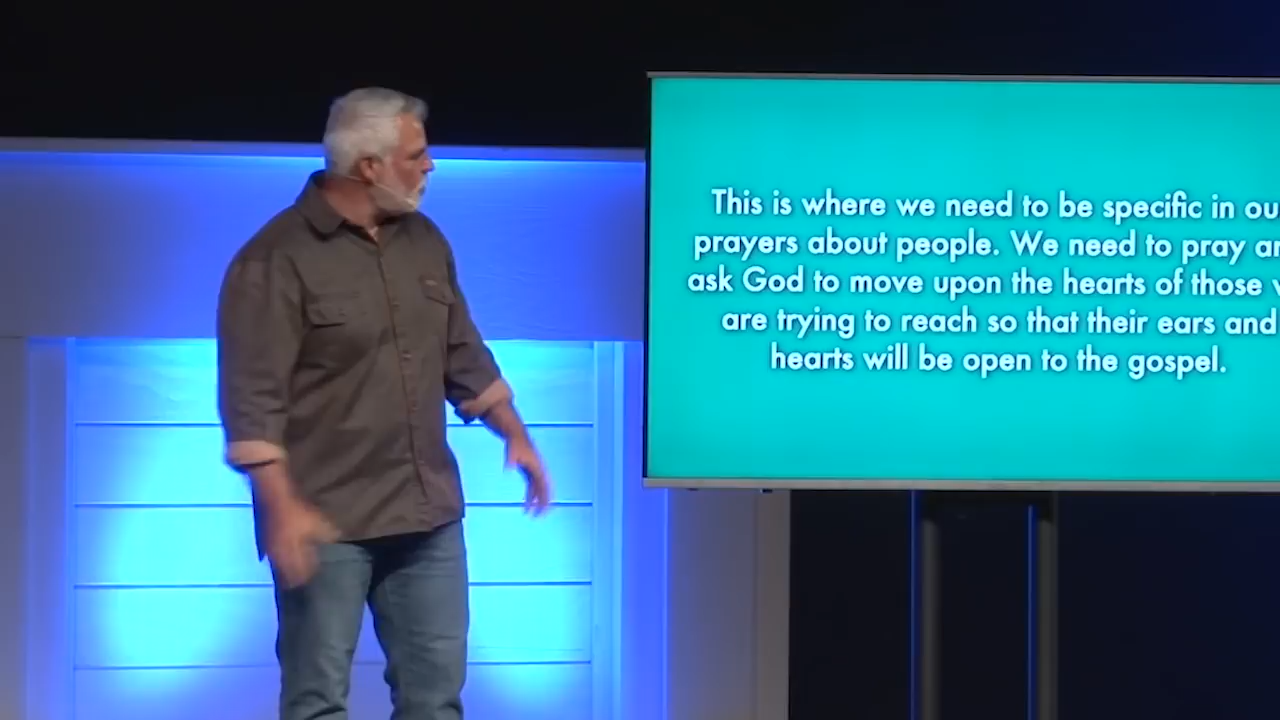 This is where we need to be specific in ou
prayers about people. We need to pray an
ask God to move upon the hearts of those
are trying to reach so that their ears and
hearts will be open to the gospel.